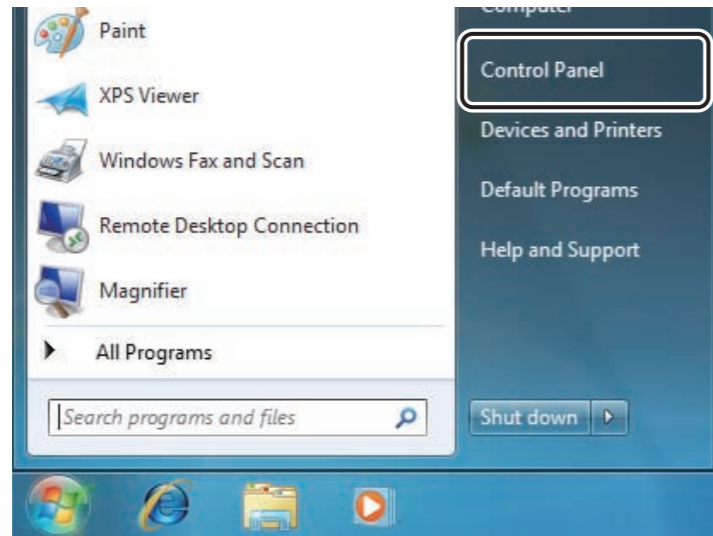 Paint
XPS Viewer
Windows Fax and Scan
Remote Desktop Connection
Magnifier
All Programs
Search programs and files
Computer
Control Panel
Devices and Printers
Default Programs
Help and Support
Shut down